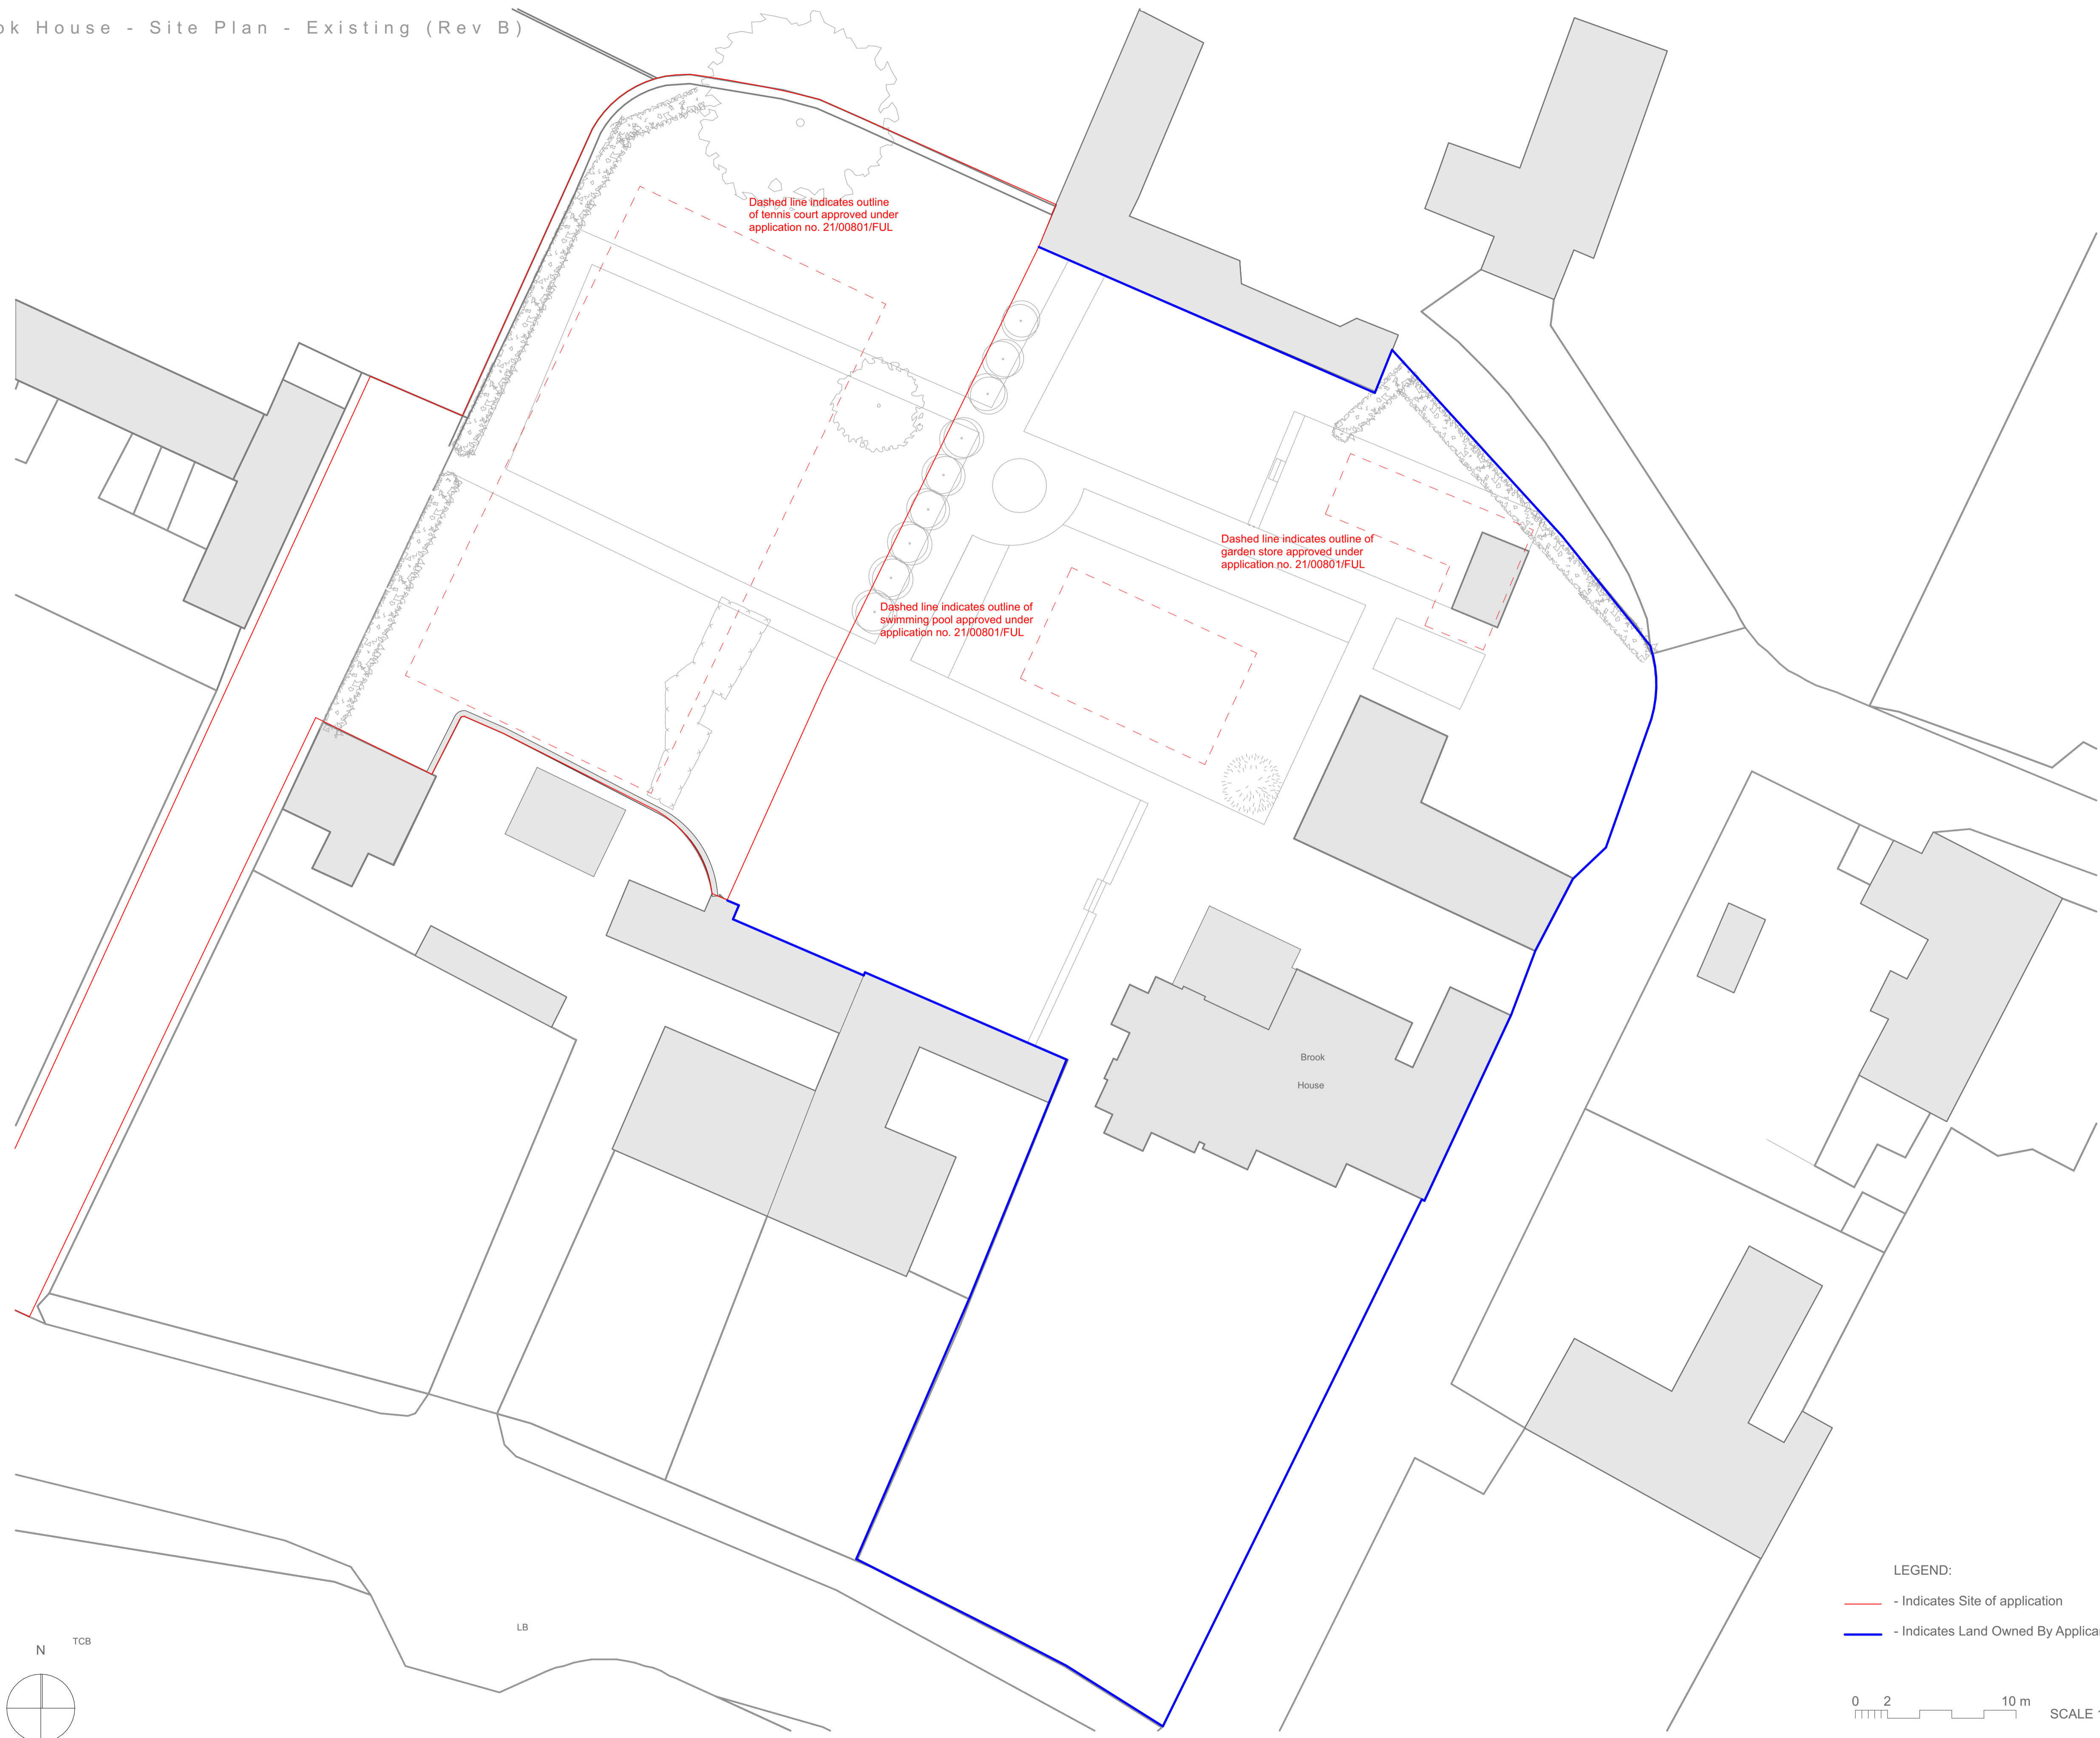 House - Site Plan - Existing (Rev B)
Dashed line indicates outline
of tennis court approved under
application no. 21/00801/FUL
Dashed line indicates outline of
garden store approved under
application no. 21/00801/FUL
Dashed line indicates outline of
swimming pool approved under
application no. 21/00801/FUL
Brook
House
LEGEND:
- Indicates Site of application
- Indicates Land Owned By
LB
TCB
N
0 2 10 m
SCALE